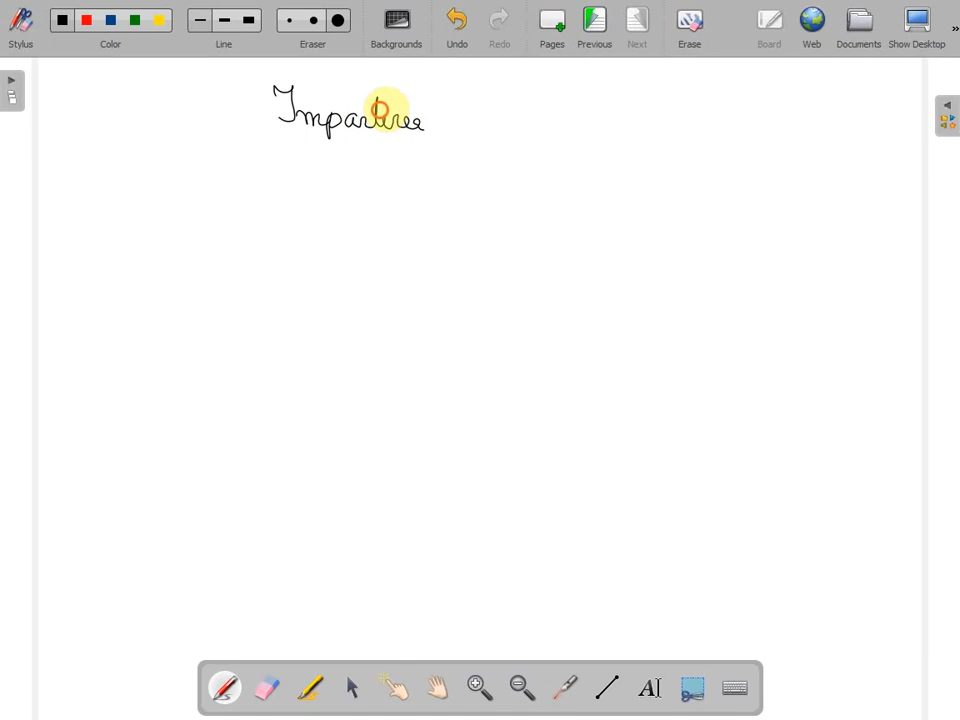 Stylus
Color
Line
Eraser
Backgrounds
Undo
Redo
Pages
Previous
Next
Erase
Board
Web
Documents
Show Desktop
»
A